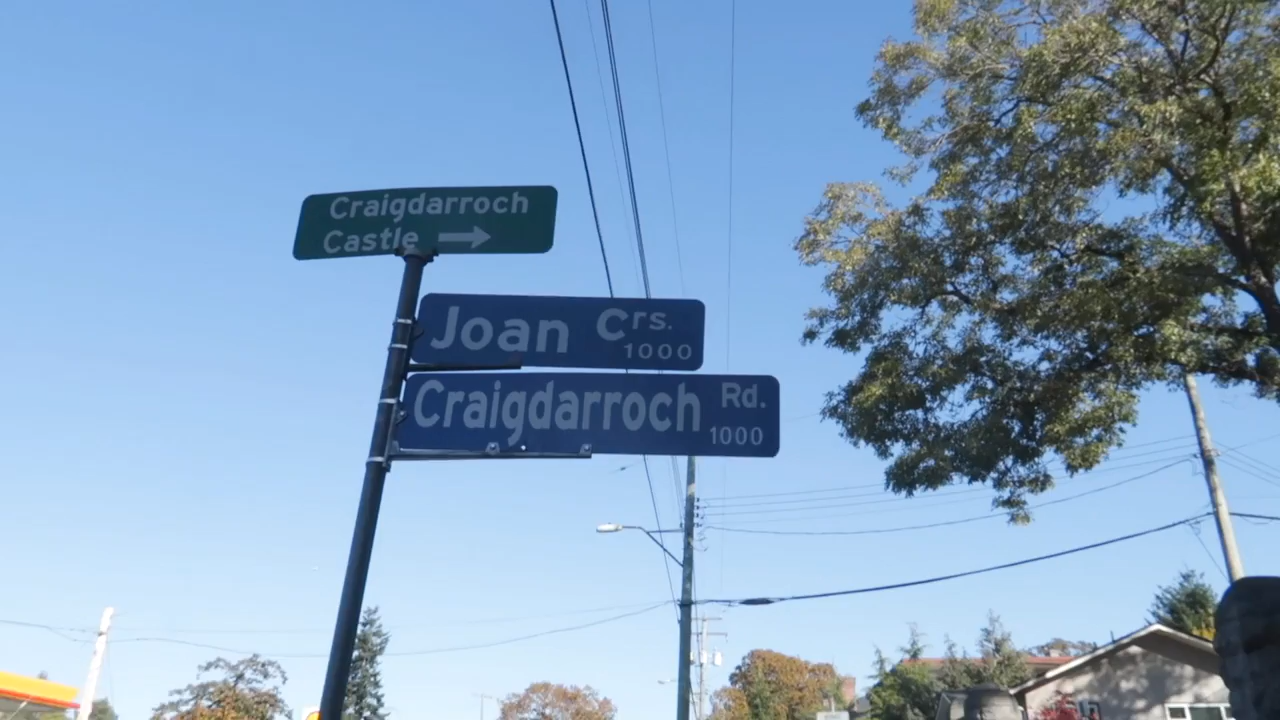 Craigdarroch
Castle →
Joan Crs.
1000
Craigdarroch Rd.
1000